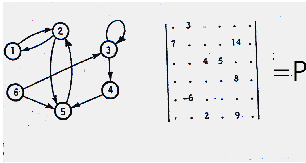 2
1
3
6
4
5
. 3 . . . .
7 . . . 14 .
. . 4 5 . .
. . . . 8 .
. -6 . . . .
. . 2 . 9 .
=P